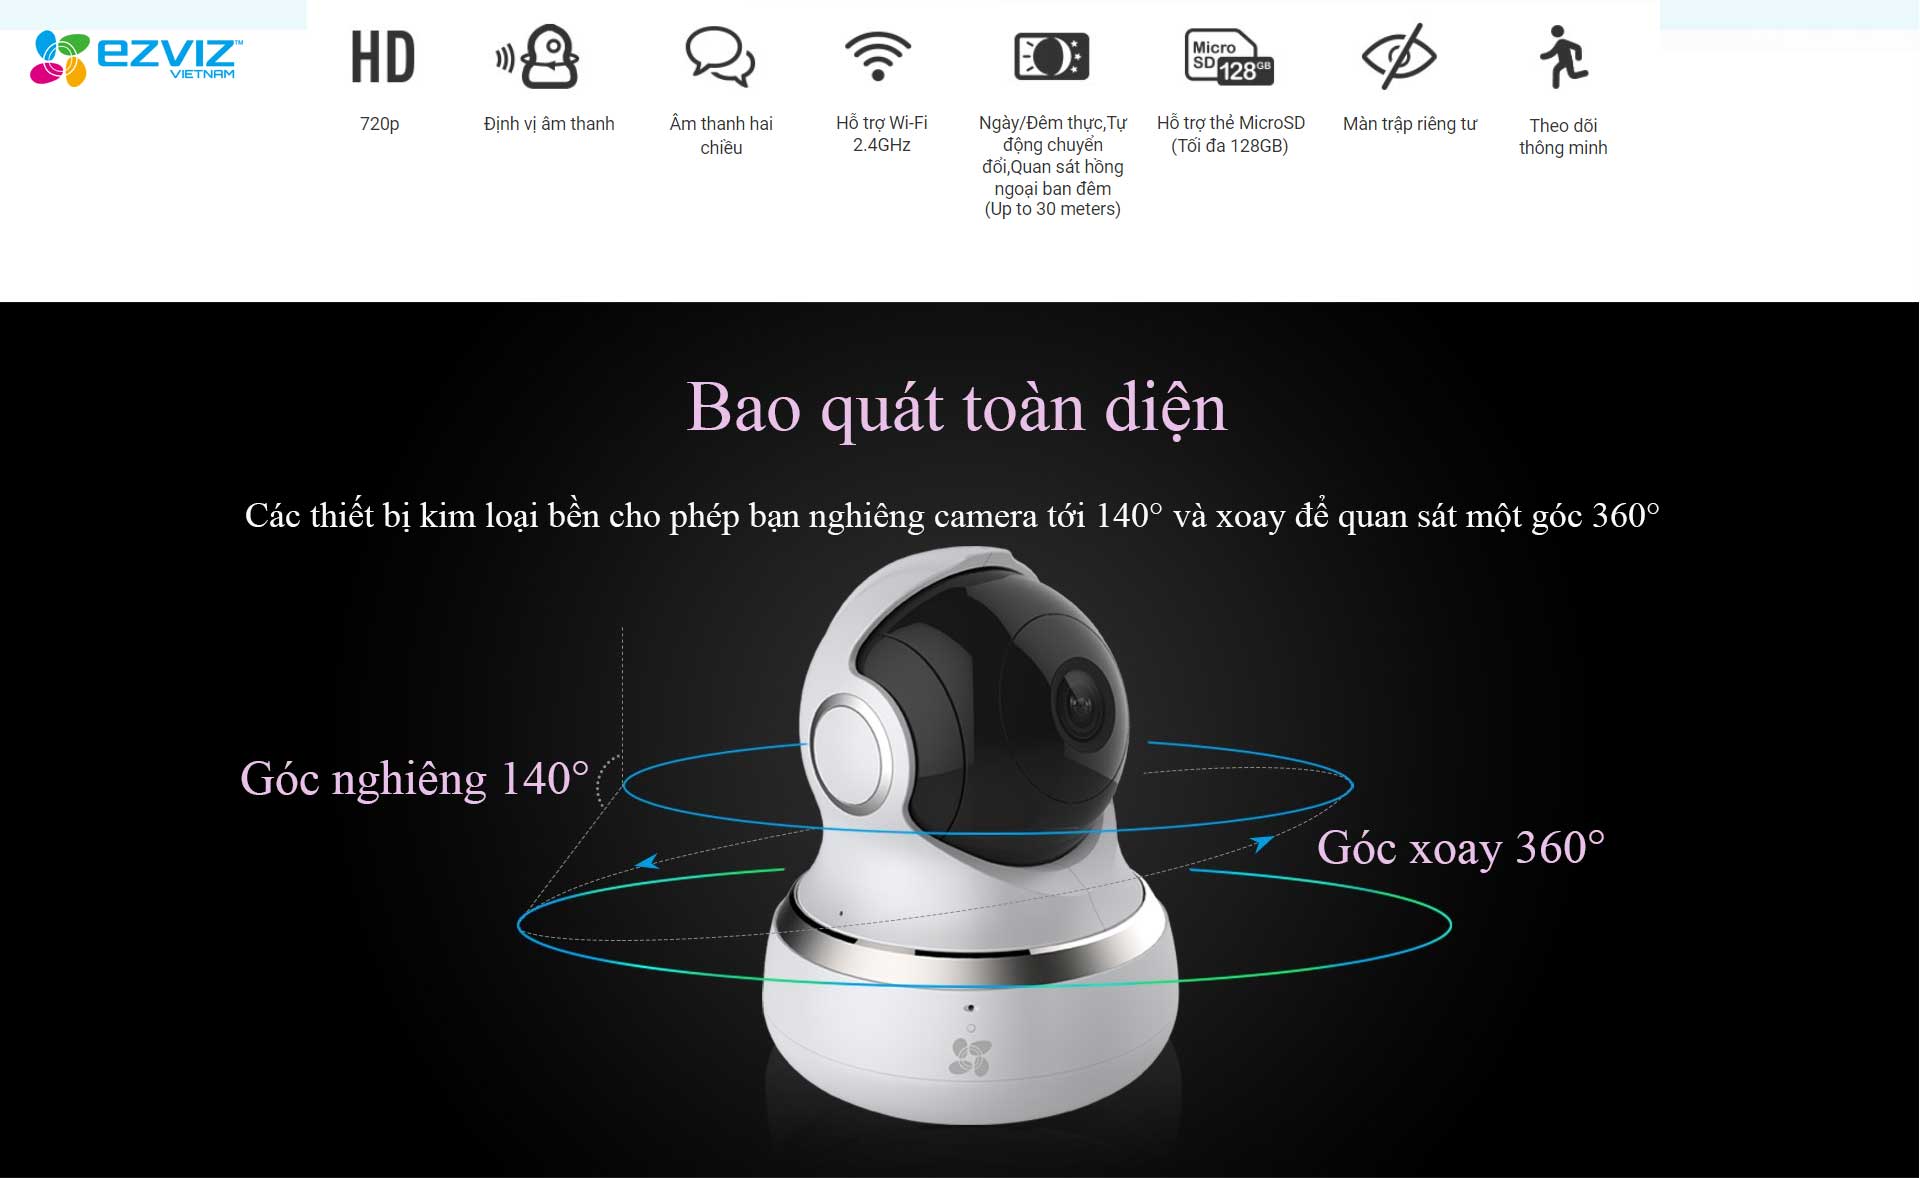 ezviz™
VIETNAM
HD
720p
Định vị âm thanh
Âm thanh hai
chiều
Hỗ trợ Wi-Fi
2.4GHz
Ngày/Đêm thực,Tự
động chuyển
đổi,Quan sát hồng
ngoại ban đêm
(Up to 30 meters)
Micro
SD 128GB
Hỗ trợ thẻ MicroSD
(Tối đa 128GB)
Màn trập riêng tư
Theo dõi
thông minh
Bao quát toàn diện
Các thiết bị kim loại bền cho phép bạn nghiêng camera tới 140° và xoay để quan sát một góc 360°
Góc nghiêng 140°
Góc xoay 360°